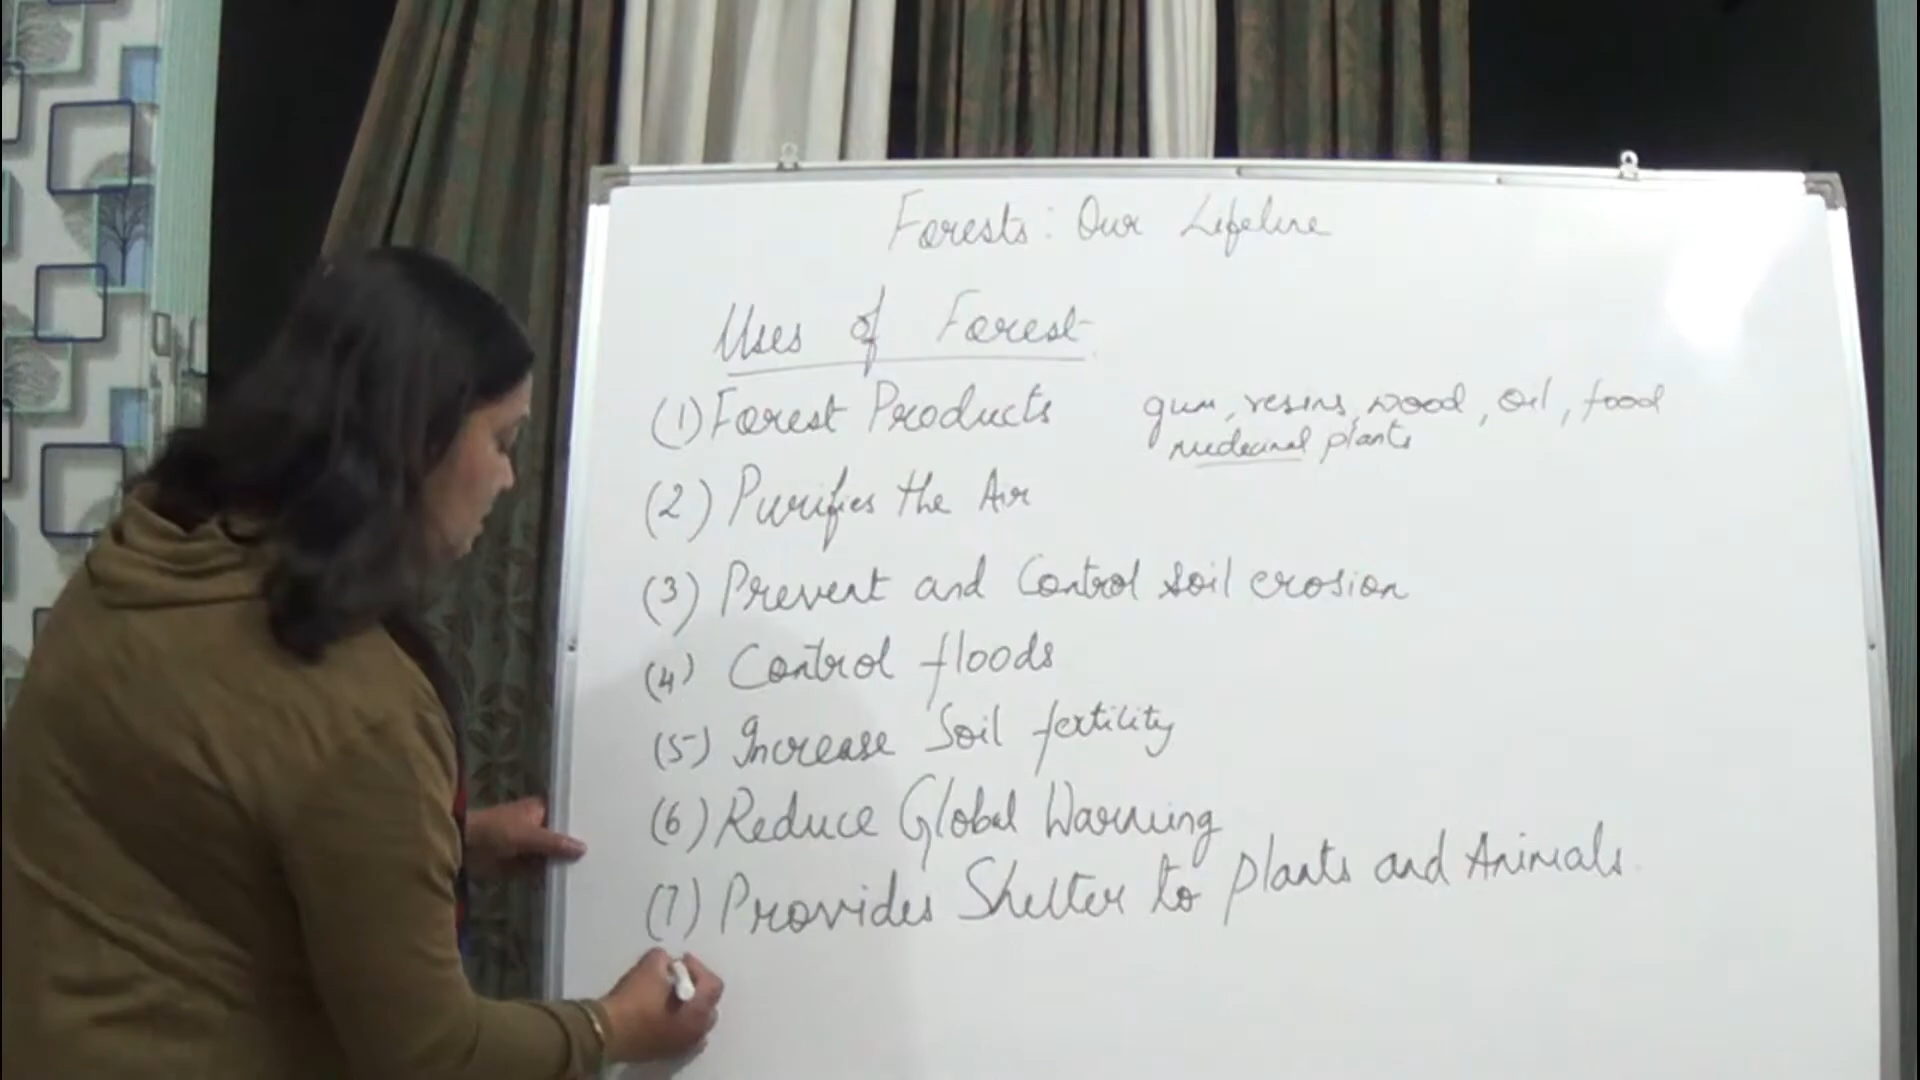 Forests: Our Lifeline
Uses of Forest
(1) Forest Products gum, resins, wood, oil, food
medecinal plants
(2) Purifies the Air
(3) Prevent and Control soil erosion
(4) Control floods
(5) Increase Soil fertility
(6) Reduce Global Warming
(7) Provides Shelter to plants and Animals.